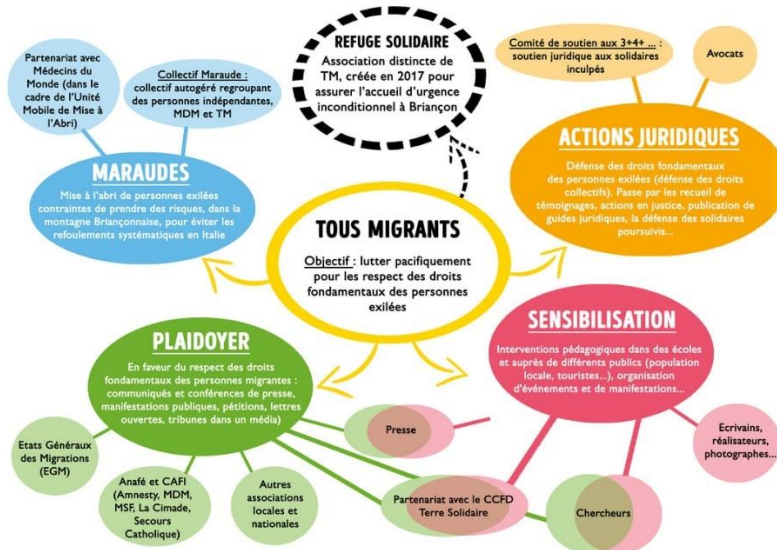 REFUGE SOLIDAIRE
Association distincte de
TM, créée en 2017 pour
assurer l'accueil d'urgence
inconditionnel à Briançon
Partenariat avec
Médecins du
Monde (dans le
cadre de l'Unité
Mobile de Mise à
l'Abri)
Collectif Maraude :
collectif autogéré regroupant
des personnes indépendantes,
MDM et TM
MARAUDES
Mise à l'abri de personnes exilées
contraintes de prendre des risques, dans la
montagne Briançonnaise, pour éviter les
refoulements systématiques en Italie
Comité de soutien aux 3+4+ ... :
soutien juridique aux solidaires
inculpés
Avocats
ACTIONS JURIDIQUES
Défense des droits fondamentaux
des personnes exilées (défense des droits
collectifs). Passe par les recueil de
témoignages, actions en justice, publication de
guides juridiques, la défense des solidaires
poursuivis...
TOUS MIGRANTS
Objectif : lutter pacifiquement
pour les respect des droits
fondamentaux des personnes
exilées
PLAIDOYER
En faveur du respect des droits
fondamentaux des personnes migrantes :
communiqués et conférences de presse,
manifestations publiques, pétitions, lettres
ouvertes, tribunes dans un média)
SENSIBILISATION
Interventions pédagogiques dans des écoles
et auprès de différents publics (population
locale, touristes...), organisation
d'événements et de manifestations...
Presse
Etats Généraux
des Migrations
(EGM)
Anafé et CAFI
(Amnesty, MDM,
MSF, La Cimade,
Secours
Catholique)
Autres
associations
locales et
nationales
Partenariat avec le CCFD
Terre Solidaire
Chercheurs
Ecrivains,
réalisateurs,
photographes...